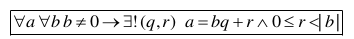 ∀a ∀b b ≠ 0 → ∃! (q,r) a = bq + r ∧ 0 ≤ r <| b |